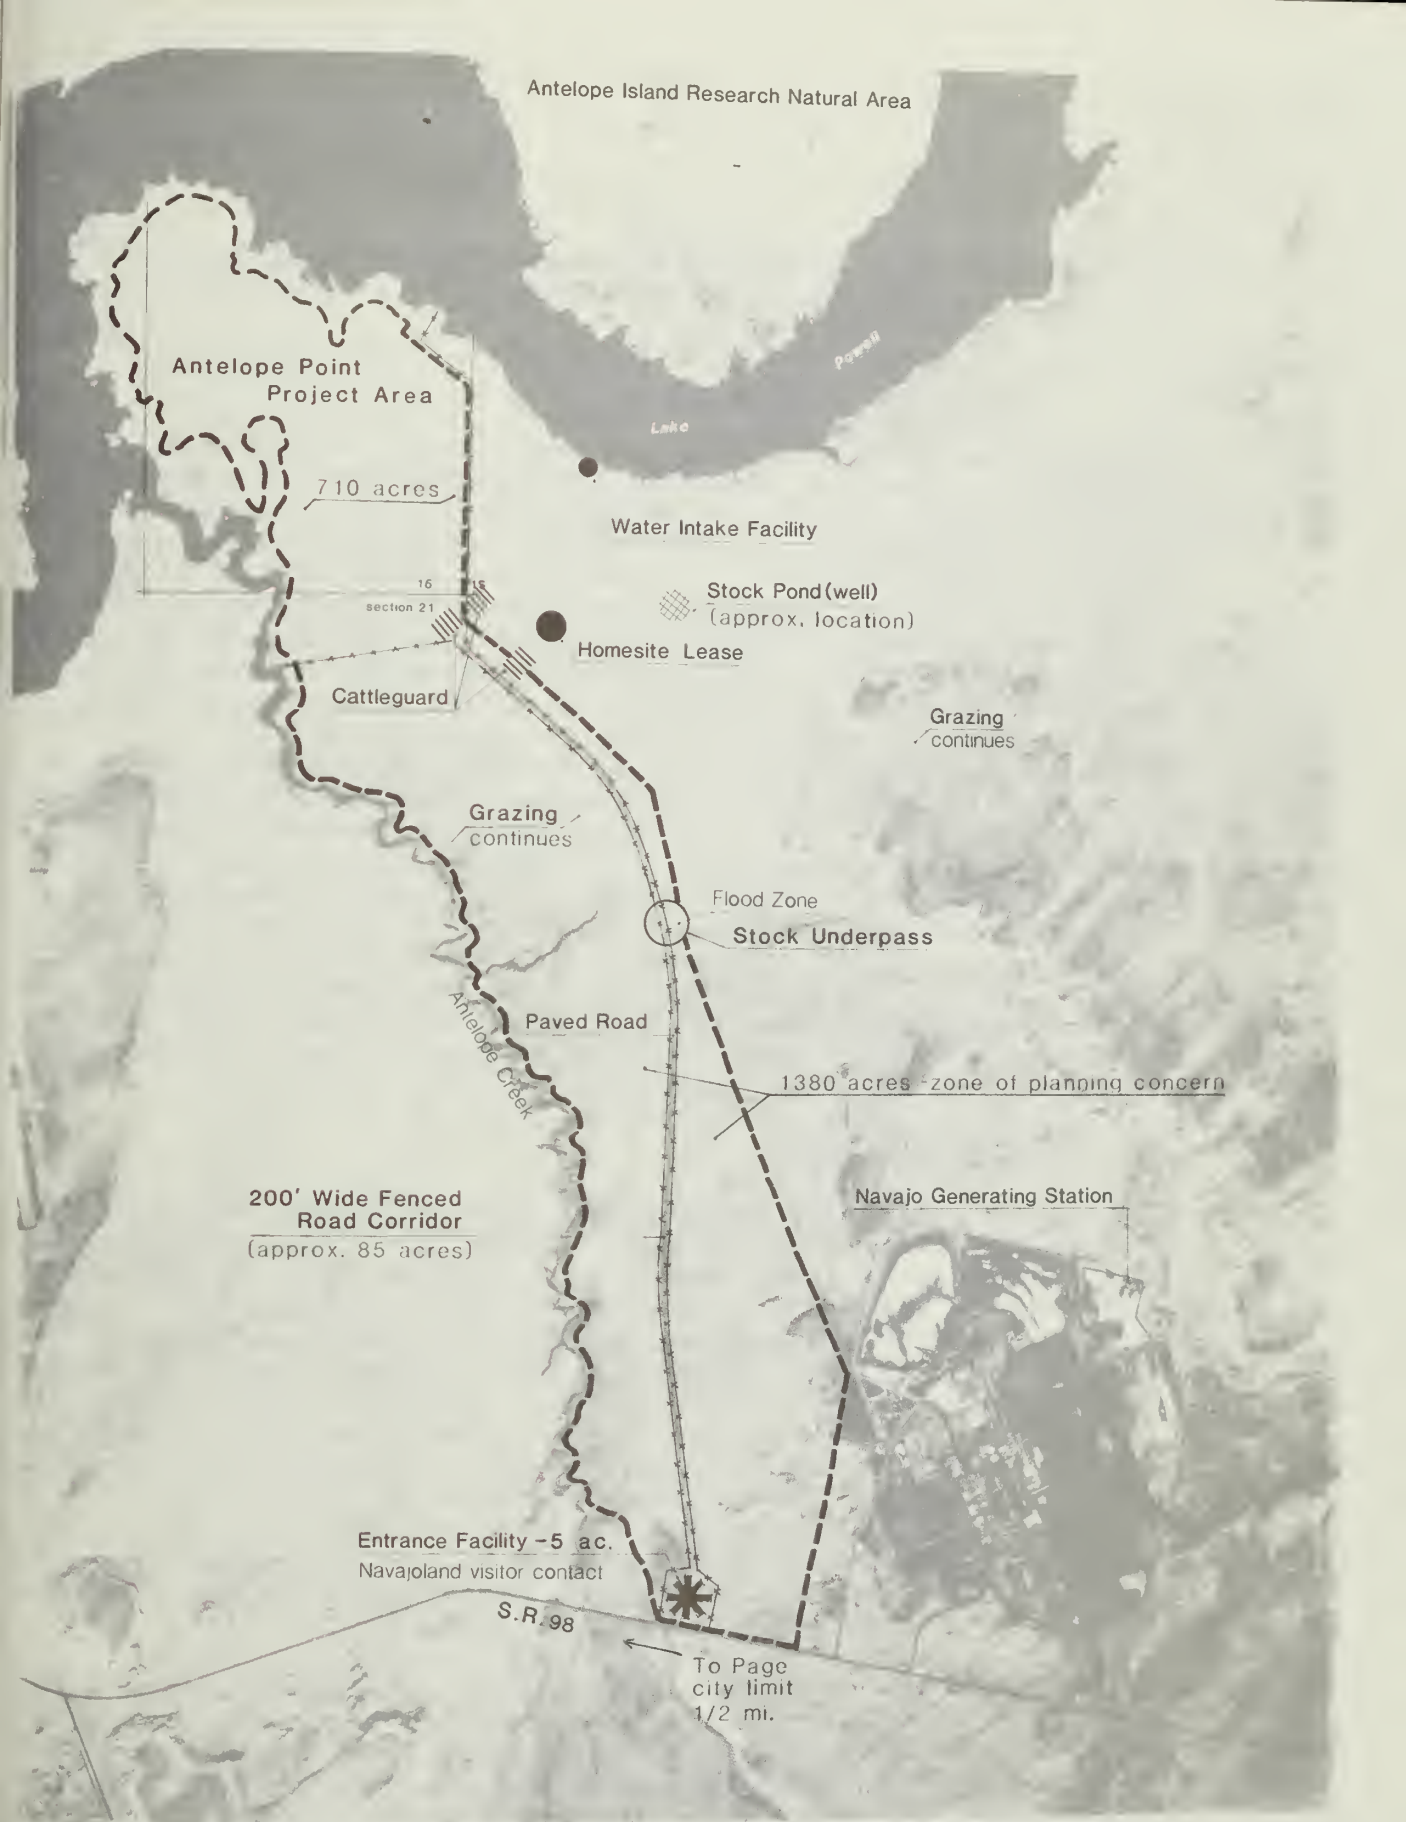 Antelope Island Research Natural Area
Powell
Antelope Point
Project Area
Lake
710 acres
Water Intake Facility
16
15
Stock Pond (well)
(approx. location)
section 21
Homesite Lease
Cattleguard
Grazing
continues
Grazing
continues
Flood Zone
Stock Underpass
Antelope Creek
Paved Road
1380 acres -zone of planning concern
200' Wide Fenced
Road Corridor
(approx. 85 acres)
Navajo Generating Station
Entrance Facility -5 ac.
Navajoland visitor contact
S.R. 98
To Page
city limit
1/2 mi.